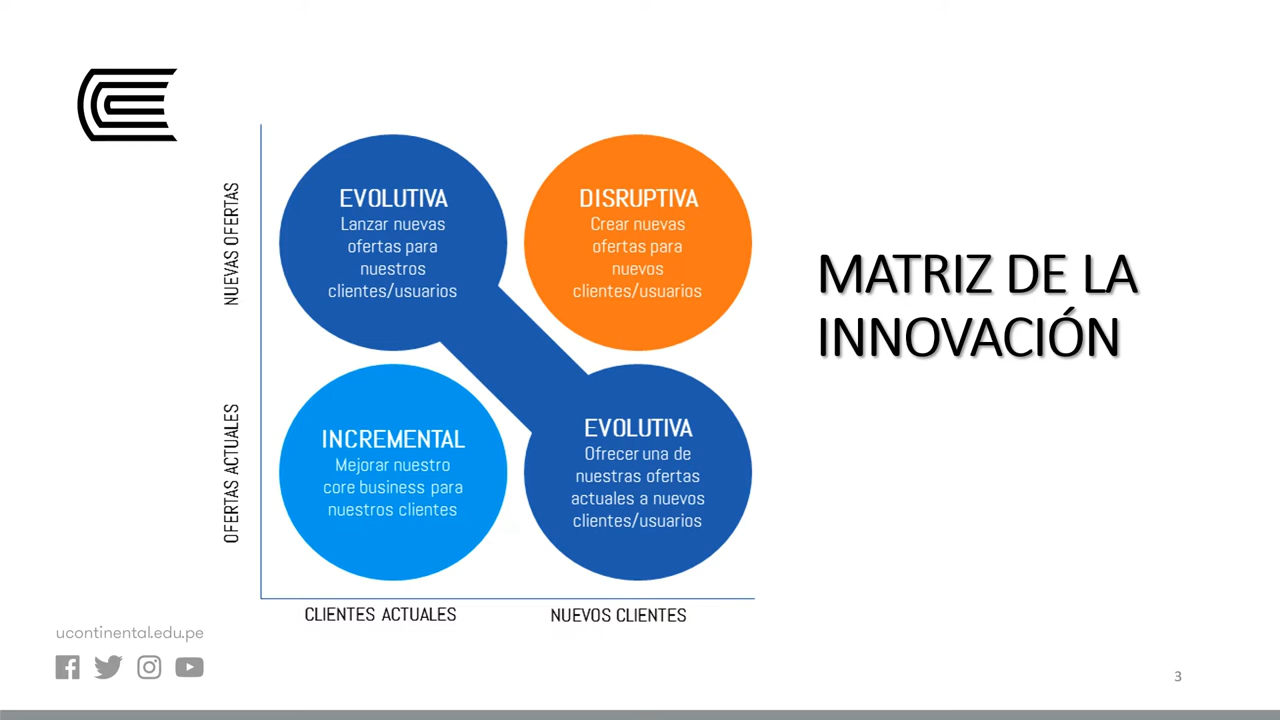 NUEVAS OFERTAS
OFERTAS ACTUALES
EVOLUTIVA
Lanzar nuevas
ofertas para
nuestros
clientes/usuarios
DISRUPTIVA
Crear nuevas
ofertas para
nuevos
clientes/usuarios
INCREMENTAL
Mejorar nuestro
core business para
nuestros clientes
EVOLUTIVA
Ofrecer una de
nuestras ofertas
actuales a nuevos
clientes/usuarios
CLIENTES ACTUALES
NUEVOS CLIENTES
MATRIZ DE LA
INNOVACIÓN
ucontinental.edu.pe
3